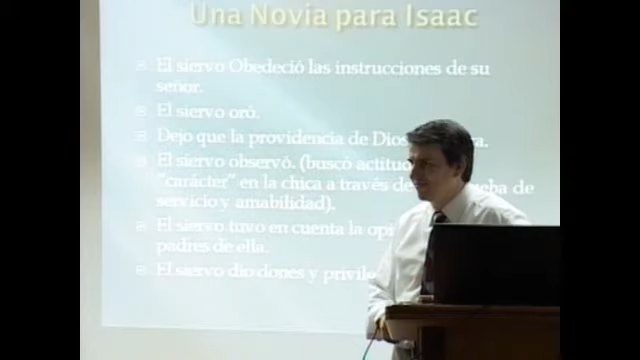 Una Novia para Isaac
El siervo Obedeció las instrucciones de su
señor.
El siervo oró.
Dejo que la providencia de Dios
El siervo observó. (buscó
"carácter" en la chica a través de
servicio y amabilidad).
El siervo tuvo en cuenta la
padres de ella.
El siervo dio dones y